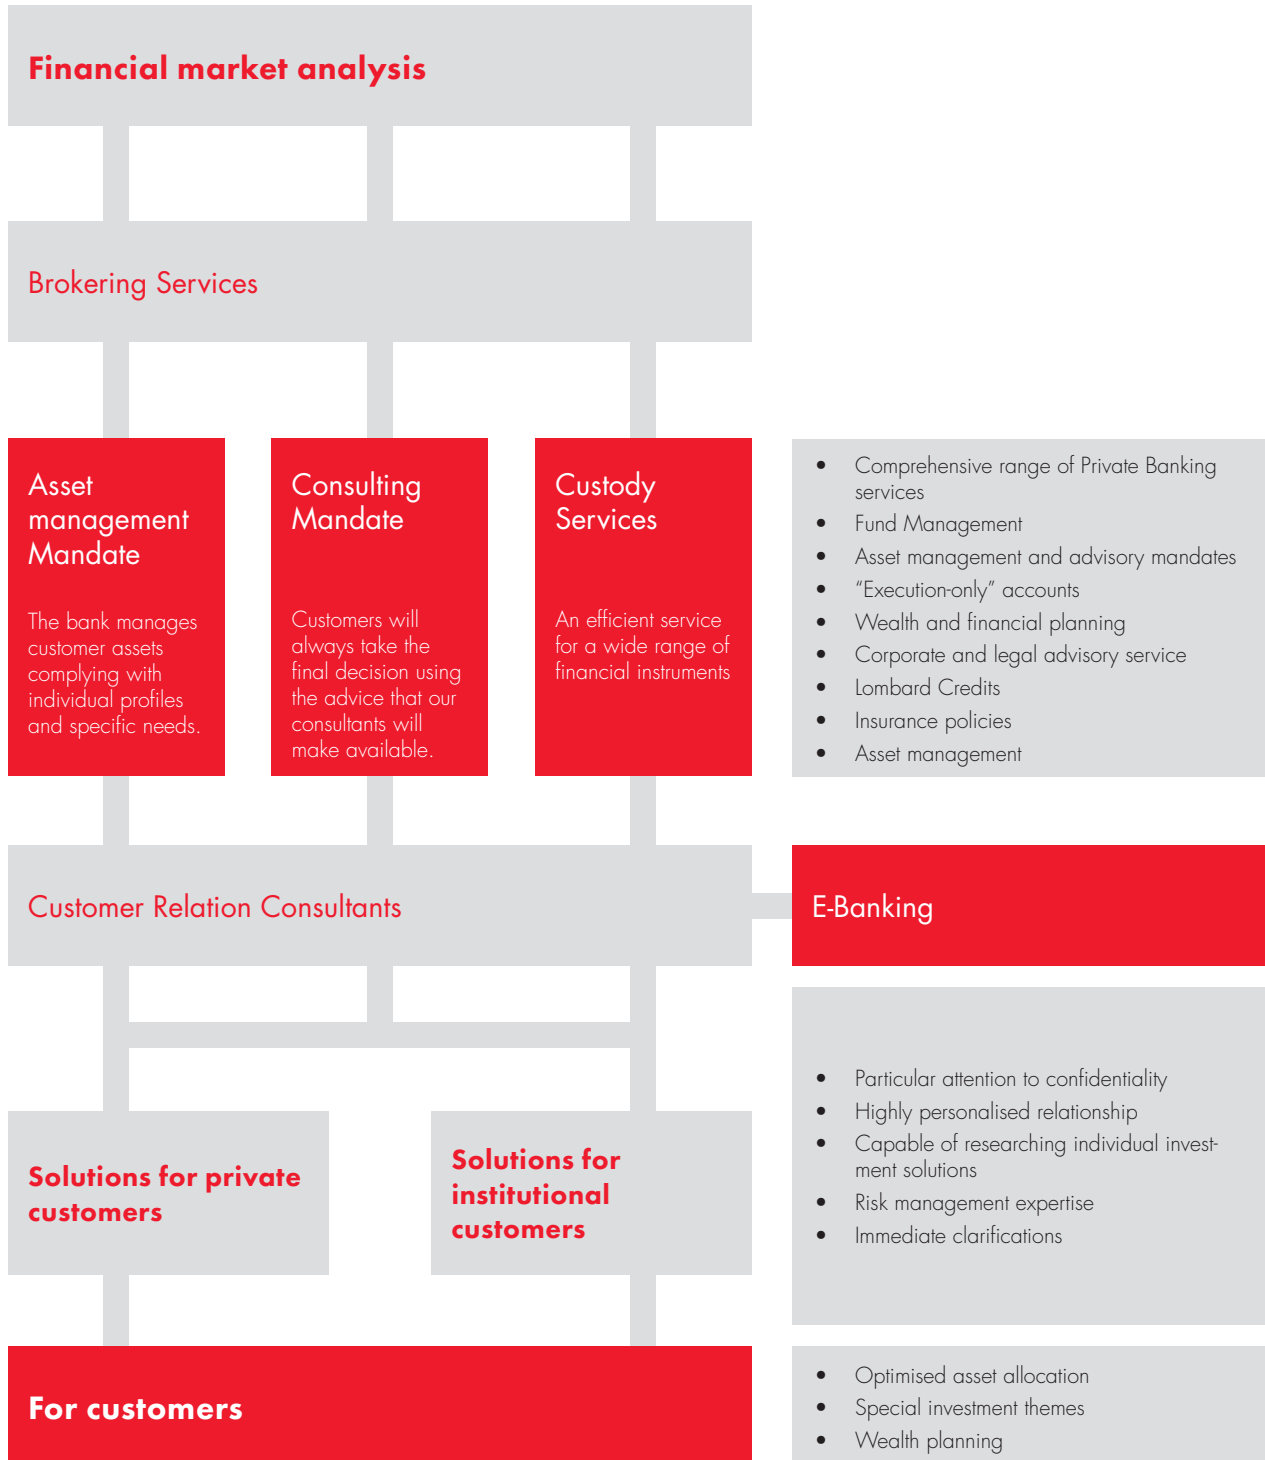 Financial market analysis
Brokering Services
Asset
management
Mandate
The bank manages
customer assets
complying with
individual profiles
and specific needs.
Consulting
Mandate
Customers will
always take the
final decision using
the advice that our
consultants will
make available.
Custody
Services
An efficient service
for a wide range of
financial instruments
• Comprehensive range of Private Banking
services
• Fund Management
• Asset management and advisory mandates
• “Execution-only” accounts
• Wealth and financial planning
• Corporate and legal advisory service
• Lombard Credits
• Insurance policies
• Asset management
Customer Relation Consultants
E-Banking
Solutions for private
customers
Solutions for
institutional
customers
• Particular attention to confidentiality
• Highly personalised relationship
• Capable of researching individual invest-
ment solutions
• Risk management expertise
• Immediate clarifications
For customers
• Optimised asset allocation
• Special investment themes
• Wealth planning